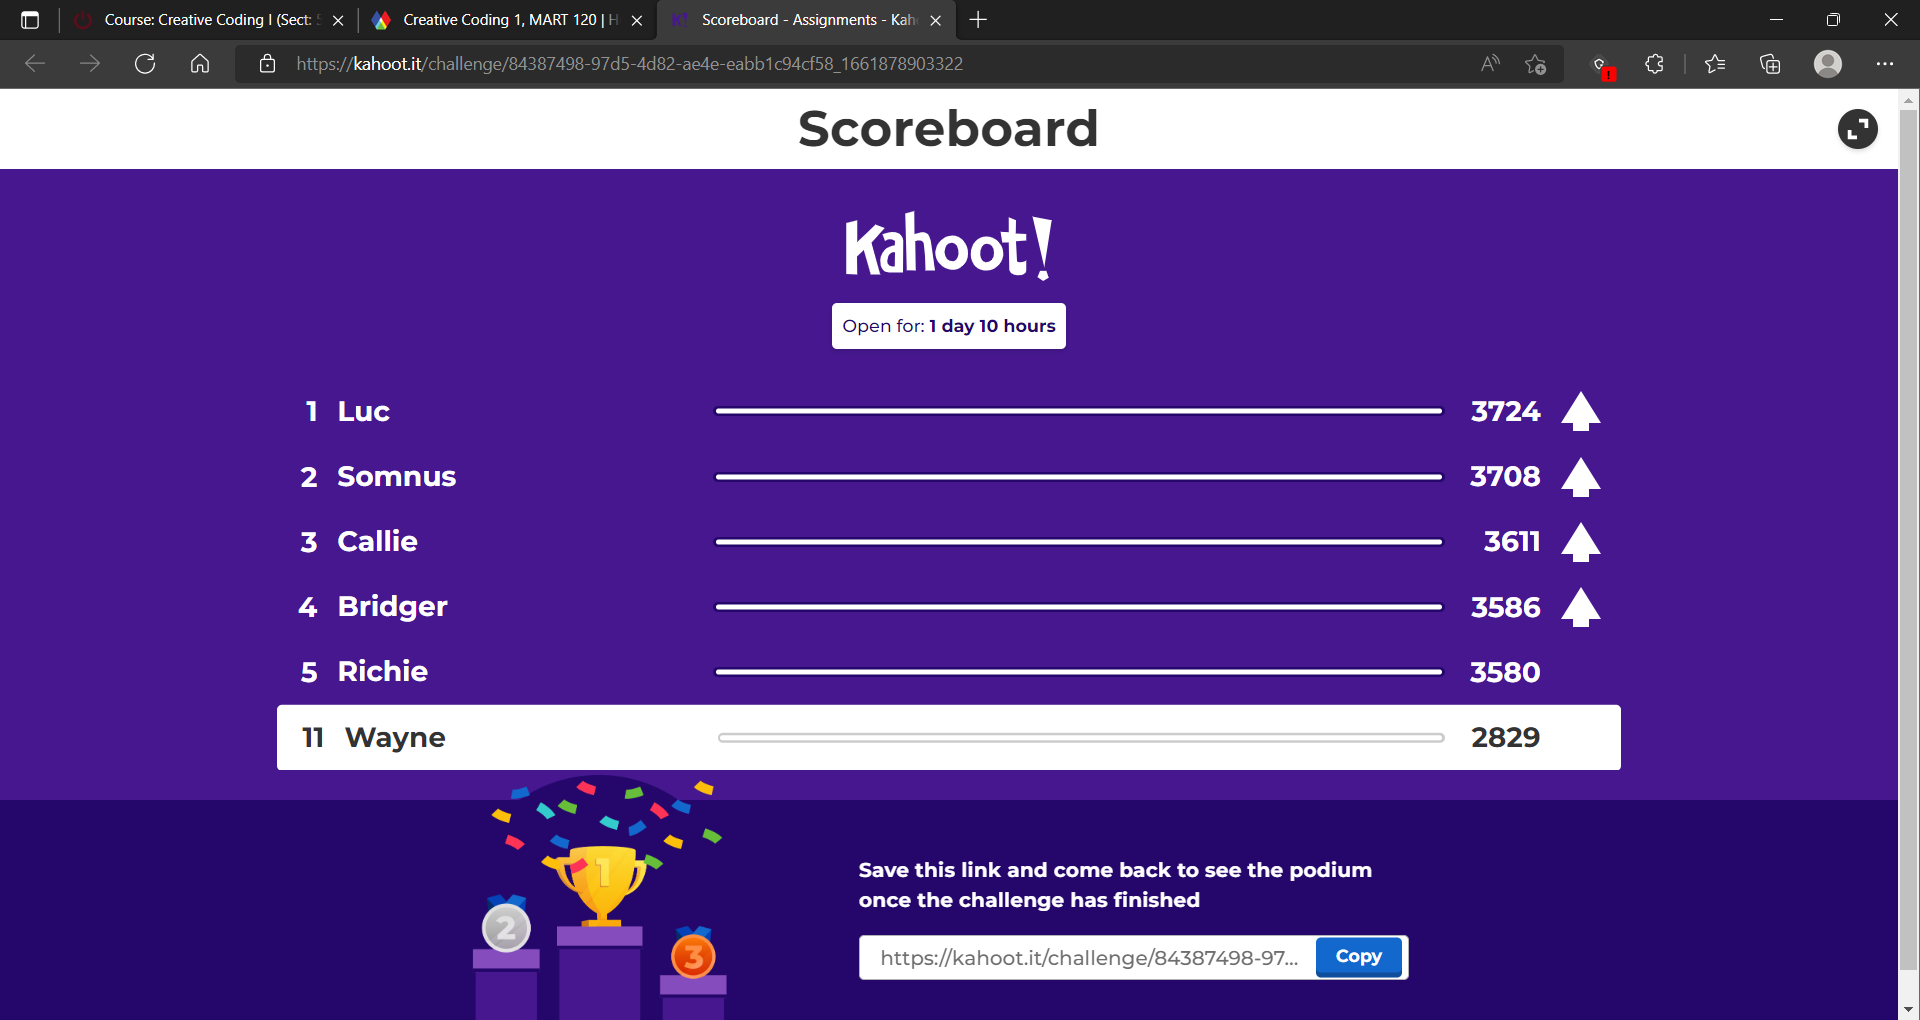 Course: Creative Coding I (Sect:
Creative Coding 1, MART 120 | H
Scoreboard - Assignments - Kah
https://kahoot.it/challenge/84387498-97d5-4d82-ae4e-eabb1c94cf58_1661878903322
Scoreboard
Kahoot!
Open for: 1 day 10 hours
1 Luc 3724
2 Somnus 3708
3 Callie 3611
4 Bridger 3586
5 Richie 3580
11 Wayne 2829
1
2
3
Save this link and come back to see the podium
once the challenge has finished
https://kahoot.it/challenge/84387498-97... Copy